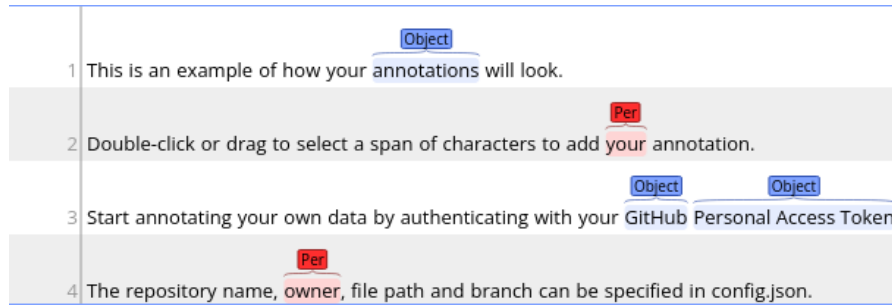 Object
1 This is an example of how your annotations will look.
Per
2 Double-click or drag to select a span of characters to add your annotation.
Object Object
3 Start annotating your own data by authenticating with your GitHub Personal Access Token
Per
4 The repository name, owner, file path and branch can be specified in config.json.